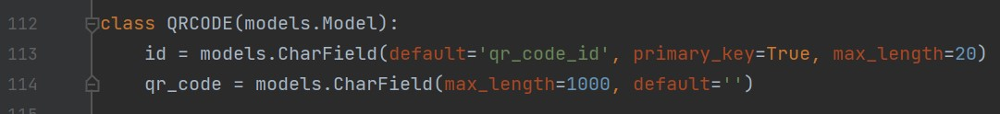 112 class QRCODE(models.Model):
113 id = models.CharField(default='qr_code_id', primary_key=True, max_length=20)
114 qr_code = models.CharField(max_length=1000, default='')
115